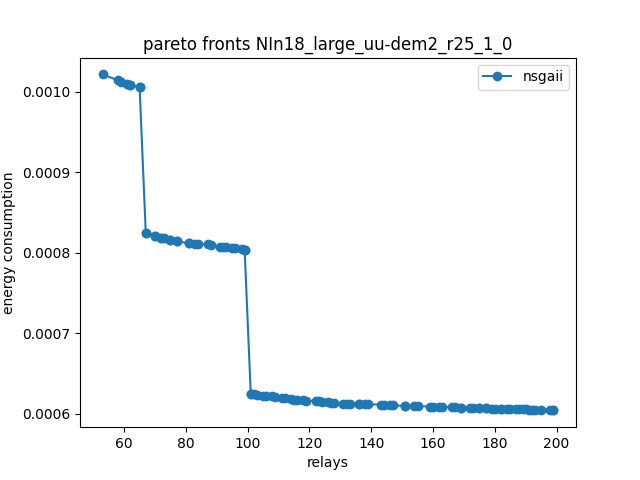 pareto fronts NIn18_large_uu-dem2_r25_1_0
nsgaii
0.0010
0.0009
0.0008
0.0007
0.0006
energy consumption
60 80 100 120 140 160 180 200
relays